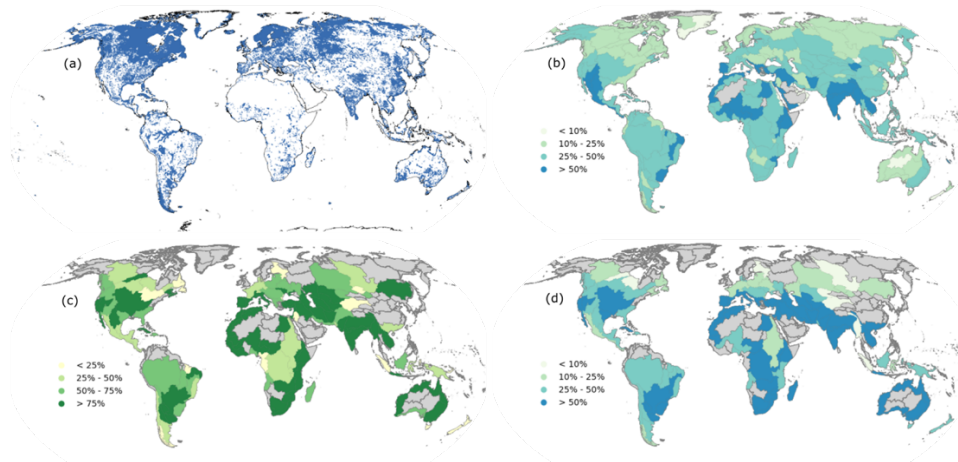 (a)
(b)
< 10%
10% - 25%
25% - 50%
> 50%
(c)
< 25%
25% - 50%
50% - 75%
> 75%
(d)
< 10%
10% - 25%
25% - 50%
> 50%